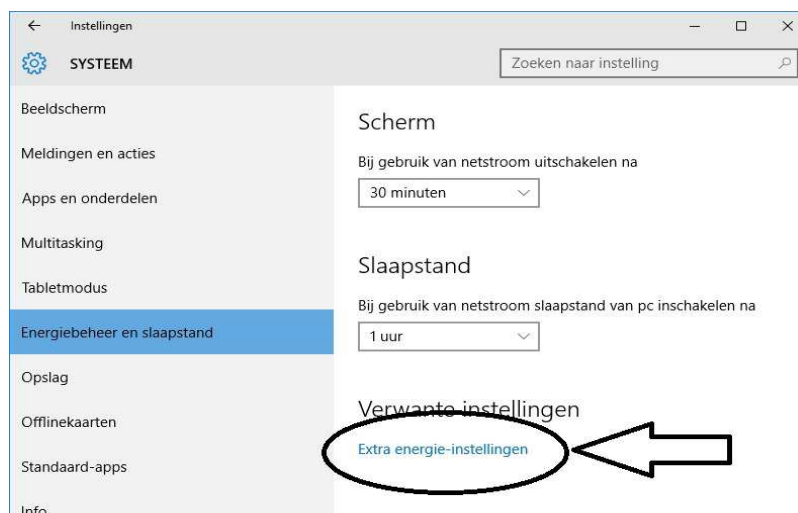 Instellingen
SYSTEEM
Zoeken naar instelling
Beeldscherm
Meldingen en acties
Apps en onderdelen
Multitasking
Tabletmodus
Energiebeheer en slaapstand
Opslag
Offlinekaarten
Standaard-apps
Info
Scherm
Bij gebruik van netstroom uitschakelen na
30 minuten
Slaapstand
Bij gebruik van netstroom slaapstand van pc inschakelen na
1 uur
Verwante instellingen
Extra energie-instellingen